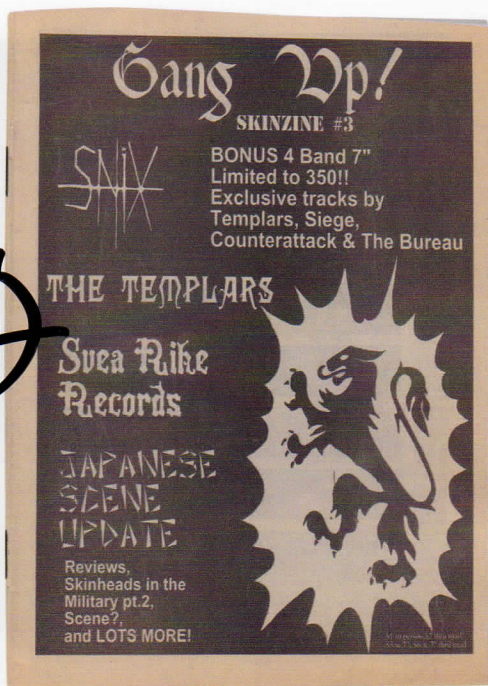 Gang Up!
SKINZINE #3
SNiX
BONUS 4 Band 7"
Limited to 350!!
Exclusive tracks by
Templars, Siege,
Counterattack & The Bureau
THE TEMPLARS
Svea Rike
Records
JAPANESE
SCENE
UPDATE
Reviews,
Skinheads in the
Military pt.2,
Scene?,
and LOTS MORE!